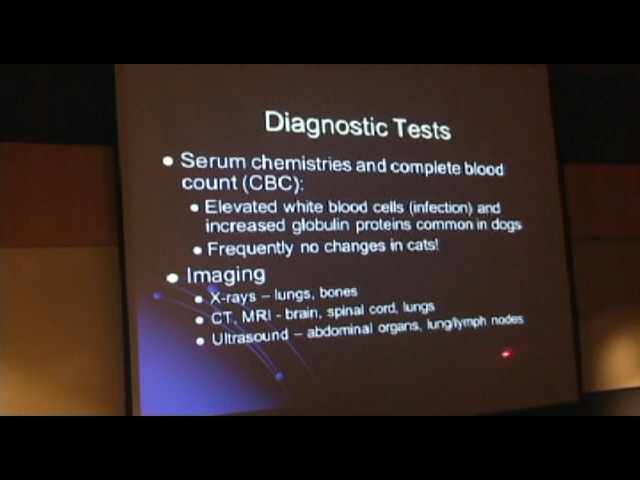 Diagnostic Tests
Serum chemistries and complete blood
count (CBC):
Elevated white blood cells (infection) and
increased globulin proteins common in dogs
Frequently no changes in cats!
Imaging
X-rays – lungs, bones
CT, MRI - brain, spinal cord, lungs
Ultrasound – abdominal organs, lung/lymph nodes